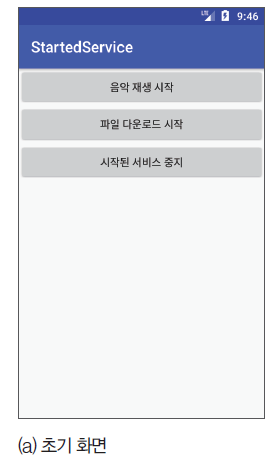 LTE 9:46
StartedService
음악 재생 시작
파일 다운로드 시작
시작된 서비스 중지
(a) 초기 화면